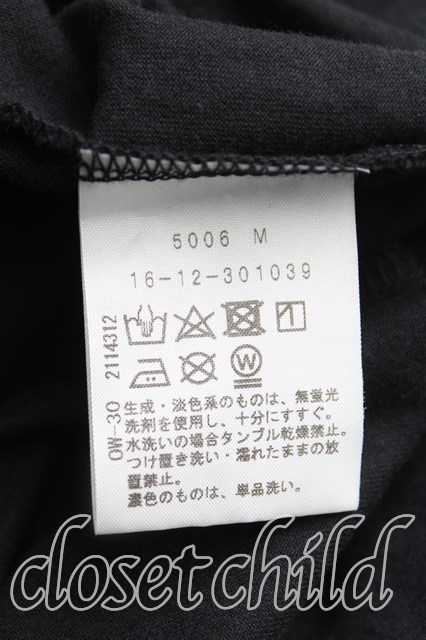 5006 M
16-12-301039
OW-30 2114312
W
生成・淡色系のものは、無蛍光
洗剤を使用し、十分にすすぐ。
水洗いの場合タンブル乾燥禁止。
つけ置き洗い・濡れたままの放
置禁止。
濃色のものは、単品洗い。
closet child